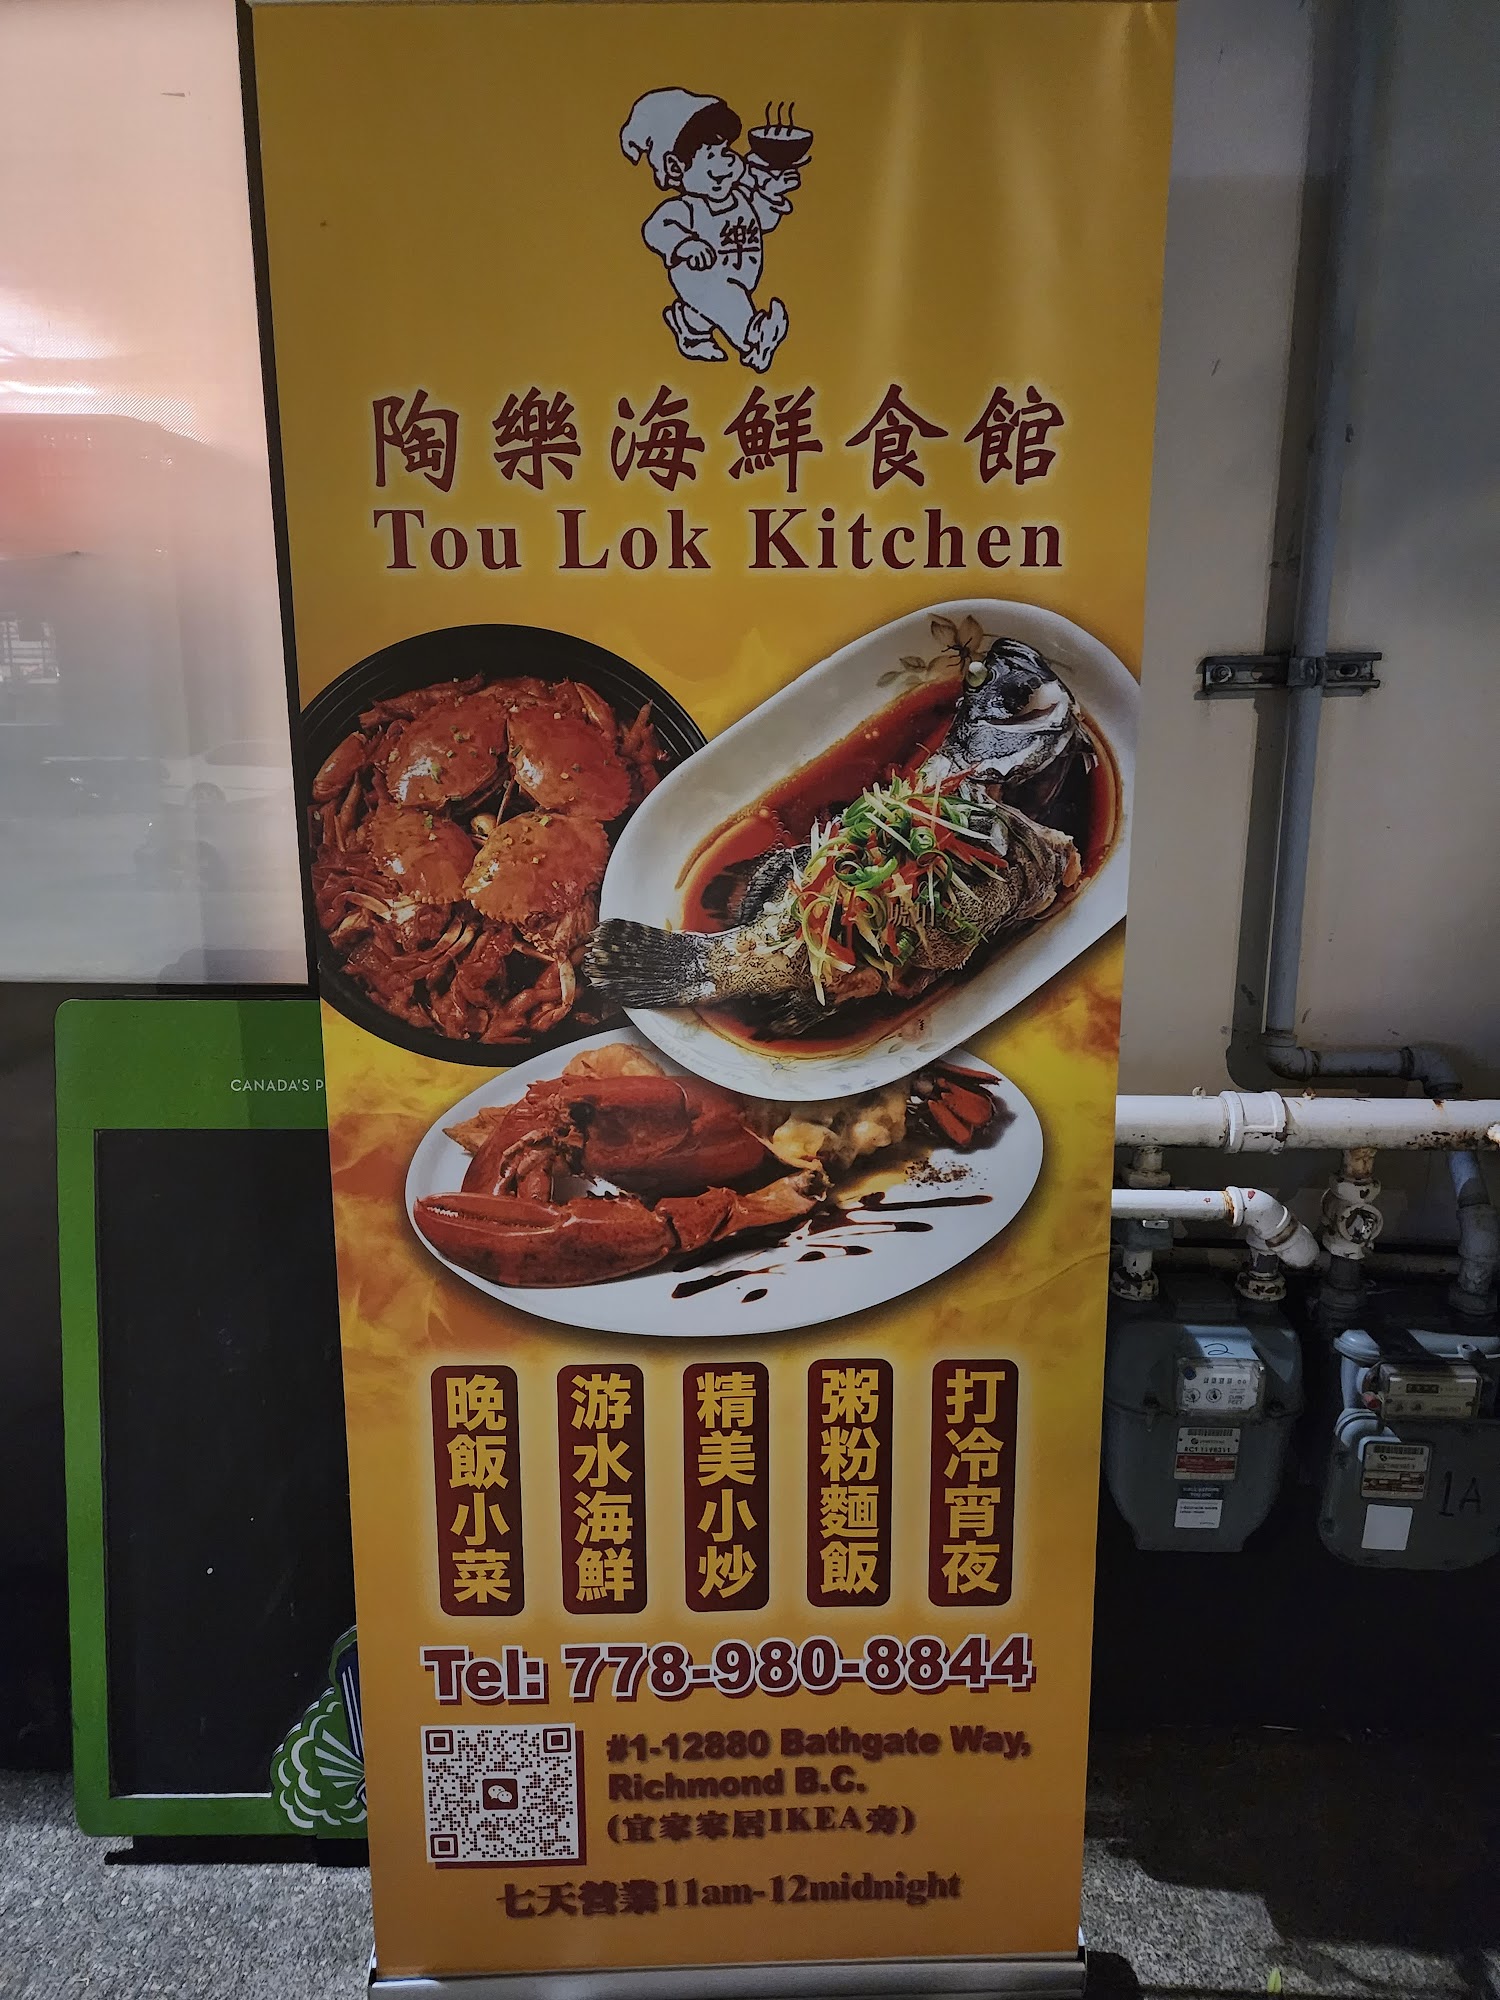 樂
陶樂海鮮食館
Tou Lok Kitchen
CANADA'S P
晚飯小菜
游水海鮮
精美小炒
粥粉麵飯
打冷宵夜
Tel: 778-980-8844
#1-12880 Bathgate Way,
Richmond B.C.
(宜家家居IKEA旁)
七天營業11am-12midnight
2
1A